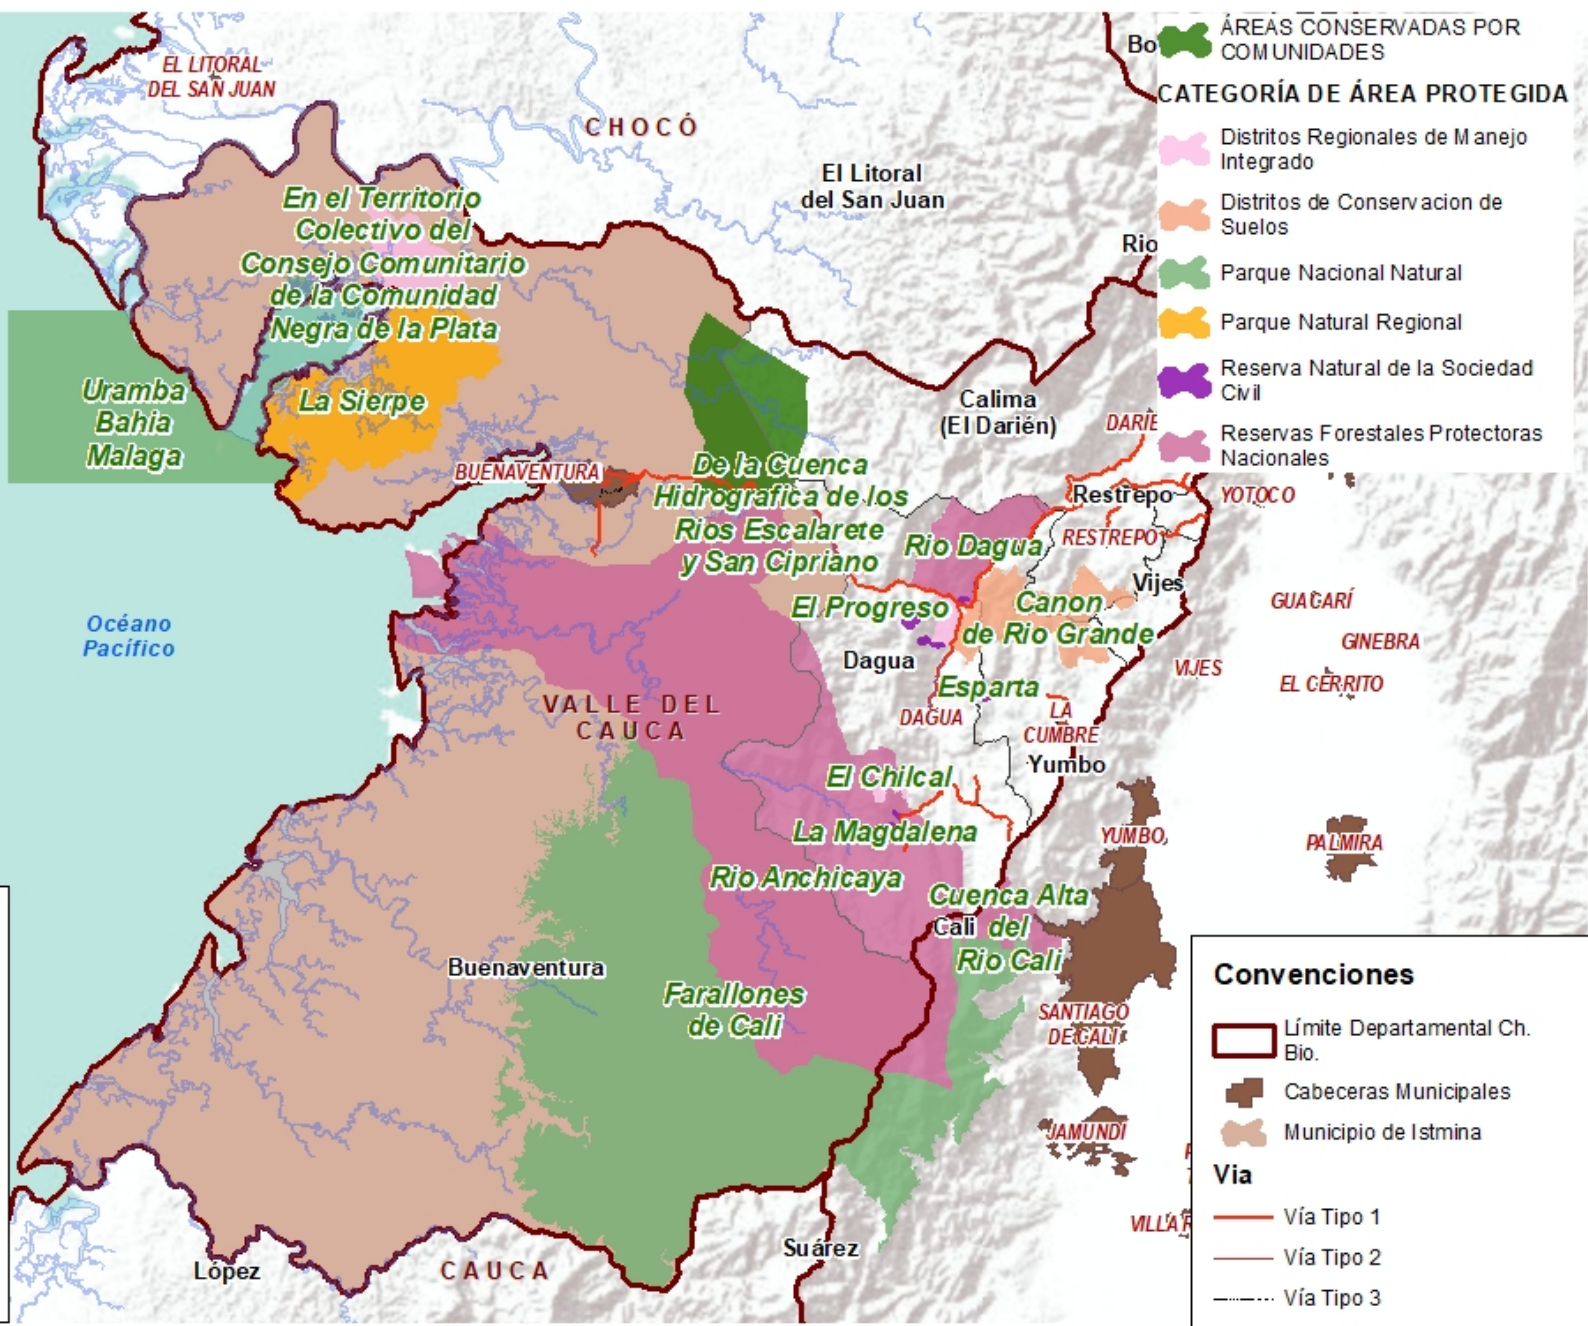 EL LITORAL
DEL SAN JUAN
CHOCÓ
El Litoral
del San Juan
Bo
Rio
ÁREAS CONSERVADAS POR
COMUNIDADES
CATEGORÍA DE ÁREA PROTEGIDA
Distritos Regionales de Manejo
Integrado
Distritos de Conservacion de
Suelos
Parque Nacional Natural
Parque Natural Regional
Reserva Natural de la Sociedad
Civil
Reservas Forestales Protectoras
Nacionales
En el Territorio
Colectivo del
Consejo Comunitario
de la Comunidad
Negra de la Plata
Uramba
Bahia
Malaga
La Sierpe
BUENAVENTURA
Calima
(El Darién)
DARIE
De la Cuenca
Hidrografica de los
Rios Escalarete
y San Cipriano
Rio Dagua
Restrepo
RESTREPO
YOTOCO
Vijes
El Progreso
Canon
de Rio Grande
GUACARÍ
GINEBRA
Océano
Pacífico
Dagua
VIJES
EL CERRITO
Esparta
DAGUA
LA
CUMBRE
VALLE DEL
CAUCA
Yumbo
El Chilcal
La Magdalena
YUMBO
PALMIRA
Rio Anchicaya
Cuenca Alta
del
Rio Cali
Cali
Buenaventura
Farallones
de Cali
SANTIAGO
DE CALI
JAMUNDÍ
VILLA R
López
CAUCA
Suárez
Convenciones
Límite Departamental Ch.
Bio.
Cabeceras Municipales
Municipio de Istmina
Via
Vía Tipo 1
Vía Tipo 2
Vía Tipo 3